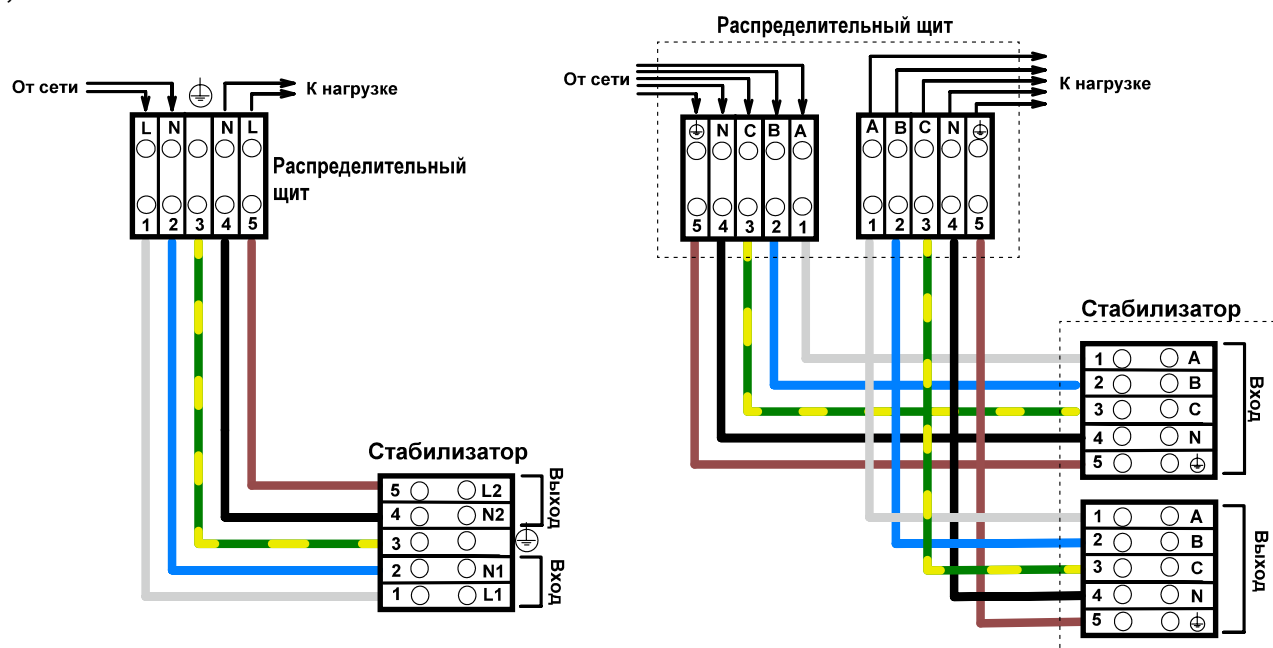 Распределительный щит
От сети
К нагрузке
L N N L
Распределительный
щит
1 2 3 4 5
Стабилизатор
5 L2
4 N2
3
2 N1
1 L1
Выход
Вход
От сети
К нагрузке
N C B A
5 4 3 2 1
A B C N
1 2 3 4 5
Стабилизатор
1 A
2 B
3 C
4 N
5
Вход
1 A
2 B
3 C
4 N
5
Выход